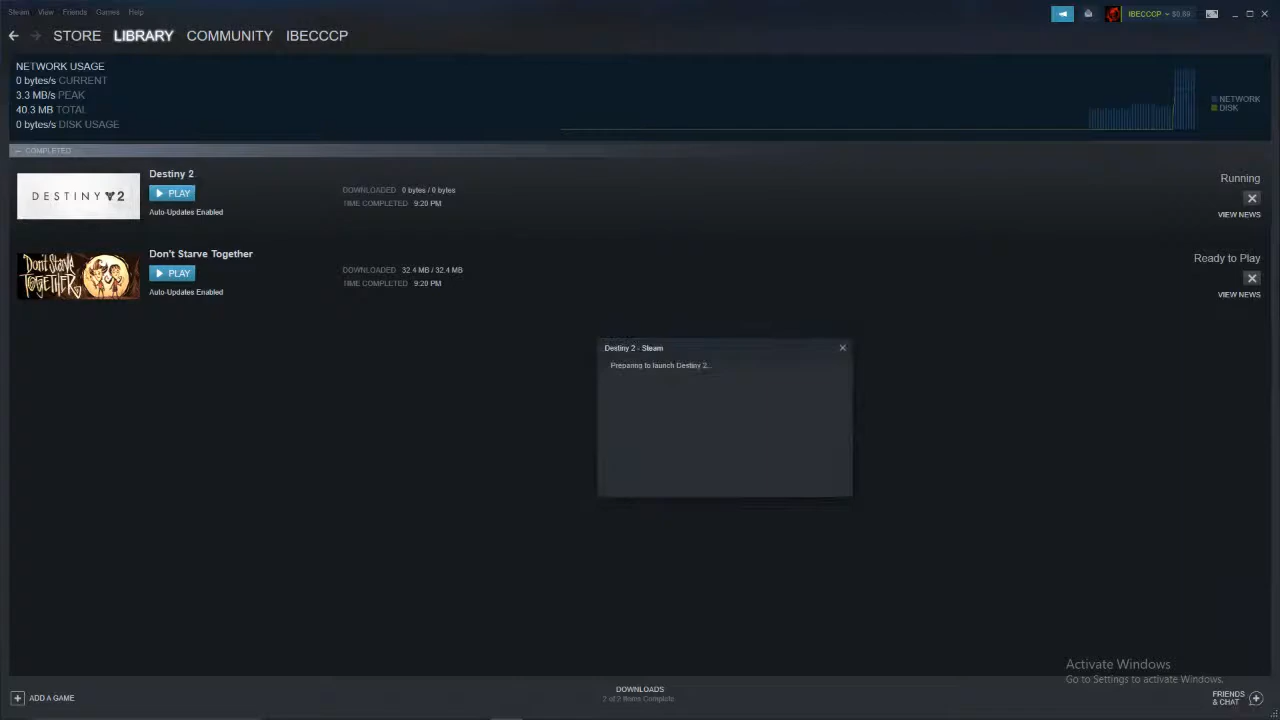 Steam View Friends Games Help
IBECCCP $0.89
STORE LIBRARY COMMUNITY IBECCCP
NETWORK USAGE
0 bytes/s CURRENT
3.3 MB/s PEAK
40.3 MB TOTAL
0 bytes/s DISK USAGE
NETWORK
DISK
COMPLETED
DESTINY 2
Destiny 2
PLAY
Auto-Updates Enabled
DOWNLOADED 0 bytes / 0 bytes
TIME COMPLETED 9:20 PM
Running
VIEW NEWS
Don't Starve
TOGETHER
Don't Starve Together
PLAY
Auto-Updates Enabled
DOWNLOADED 32.4 MB / 32.4 MB
TIME COMPLETED 9:20 PM
Ready to Play
VIEW NEWS
Destiny 2 - Steam
Preparing to launch Destiny 2...
Activate Windows
Go to Settings to activate Windows.
ADD A GAME
DOWNLOADS
2 of 2 Items Complete
FRIENDS
& CHAT